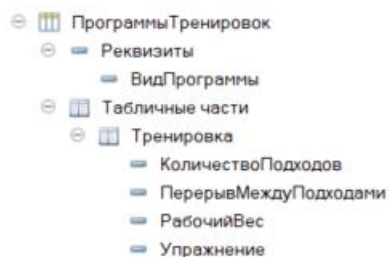 ПрограммыТренировок
Реквизиты
ВидПрограммы
Табличные части
Тренировка
КоличествоПодходов
ПерерывМеждуПодходами
РабочийВес
Упражнение